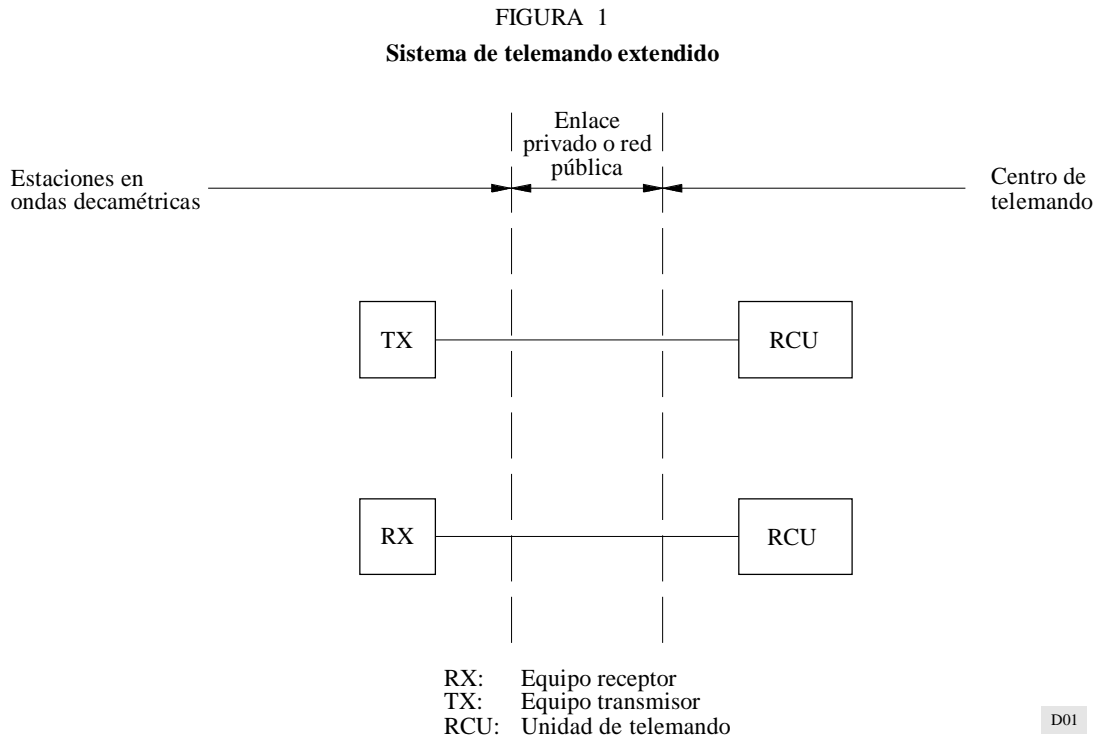 FIGURA 1
Sistema de telemando extendido
Enlace
privado o red
pública
Estaciones en
ondas decamétricas
Centro de
telemando
TX
RCU
RX
RCU
RX: Equipo receptor
TX: Equipo transmisor
RCU: Unidad de telemando
D01